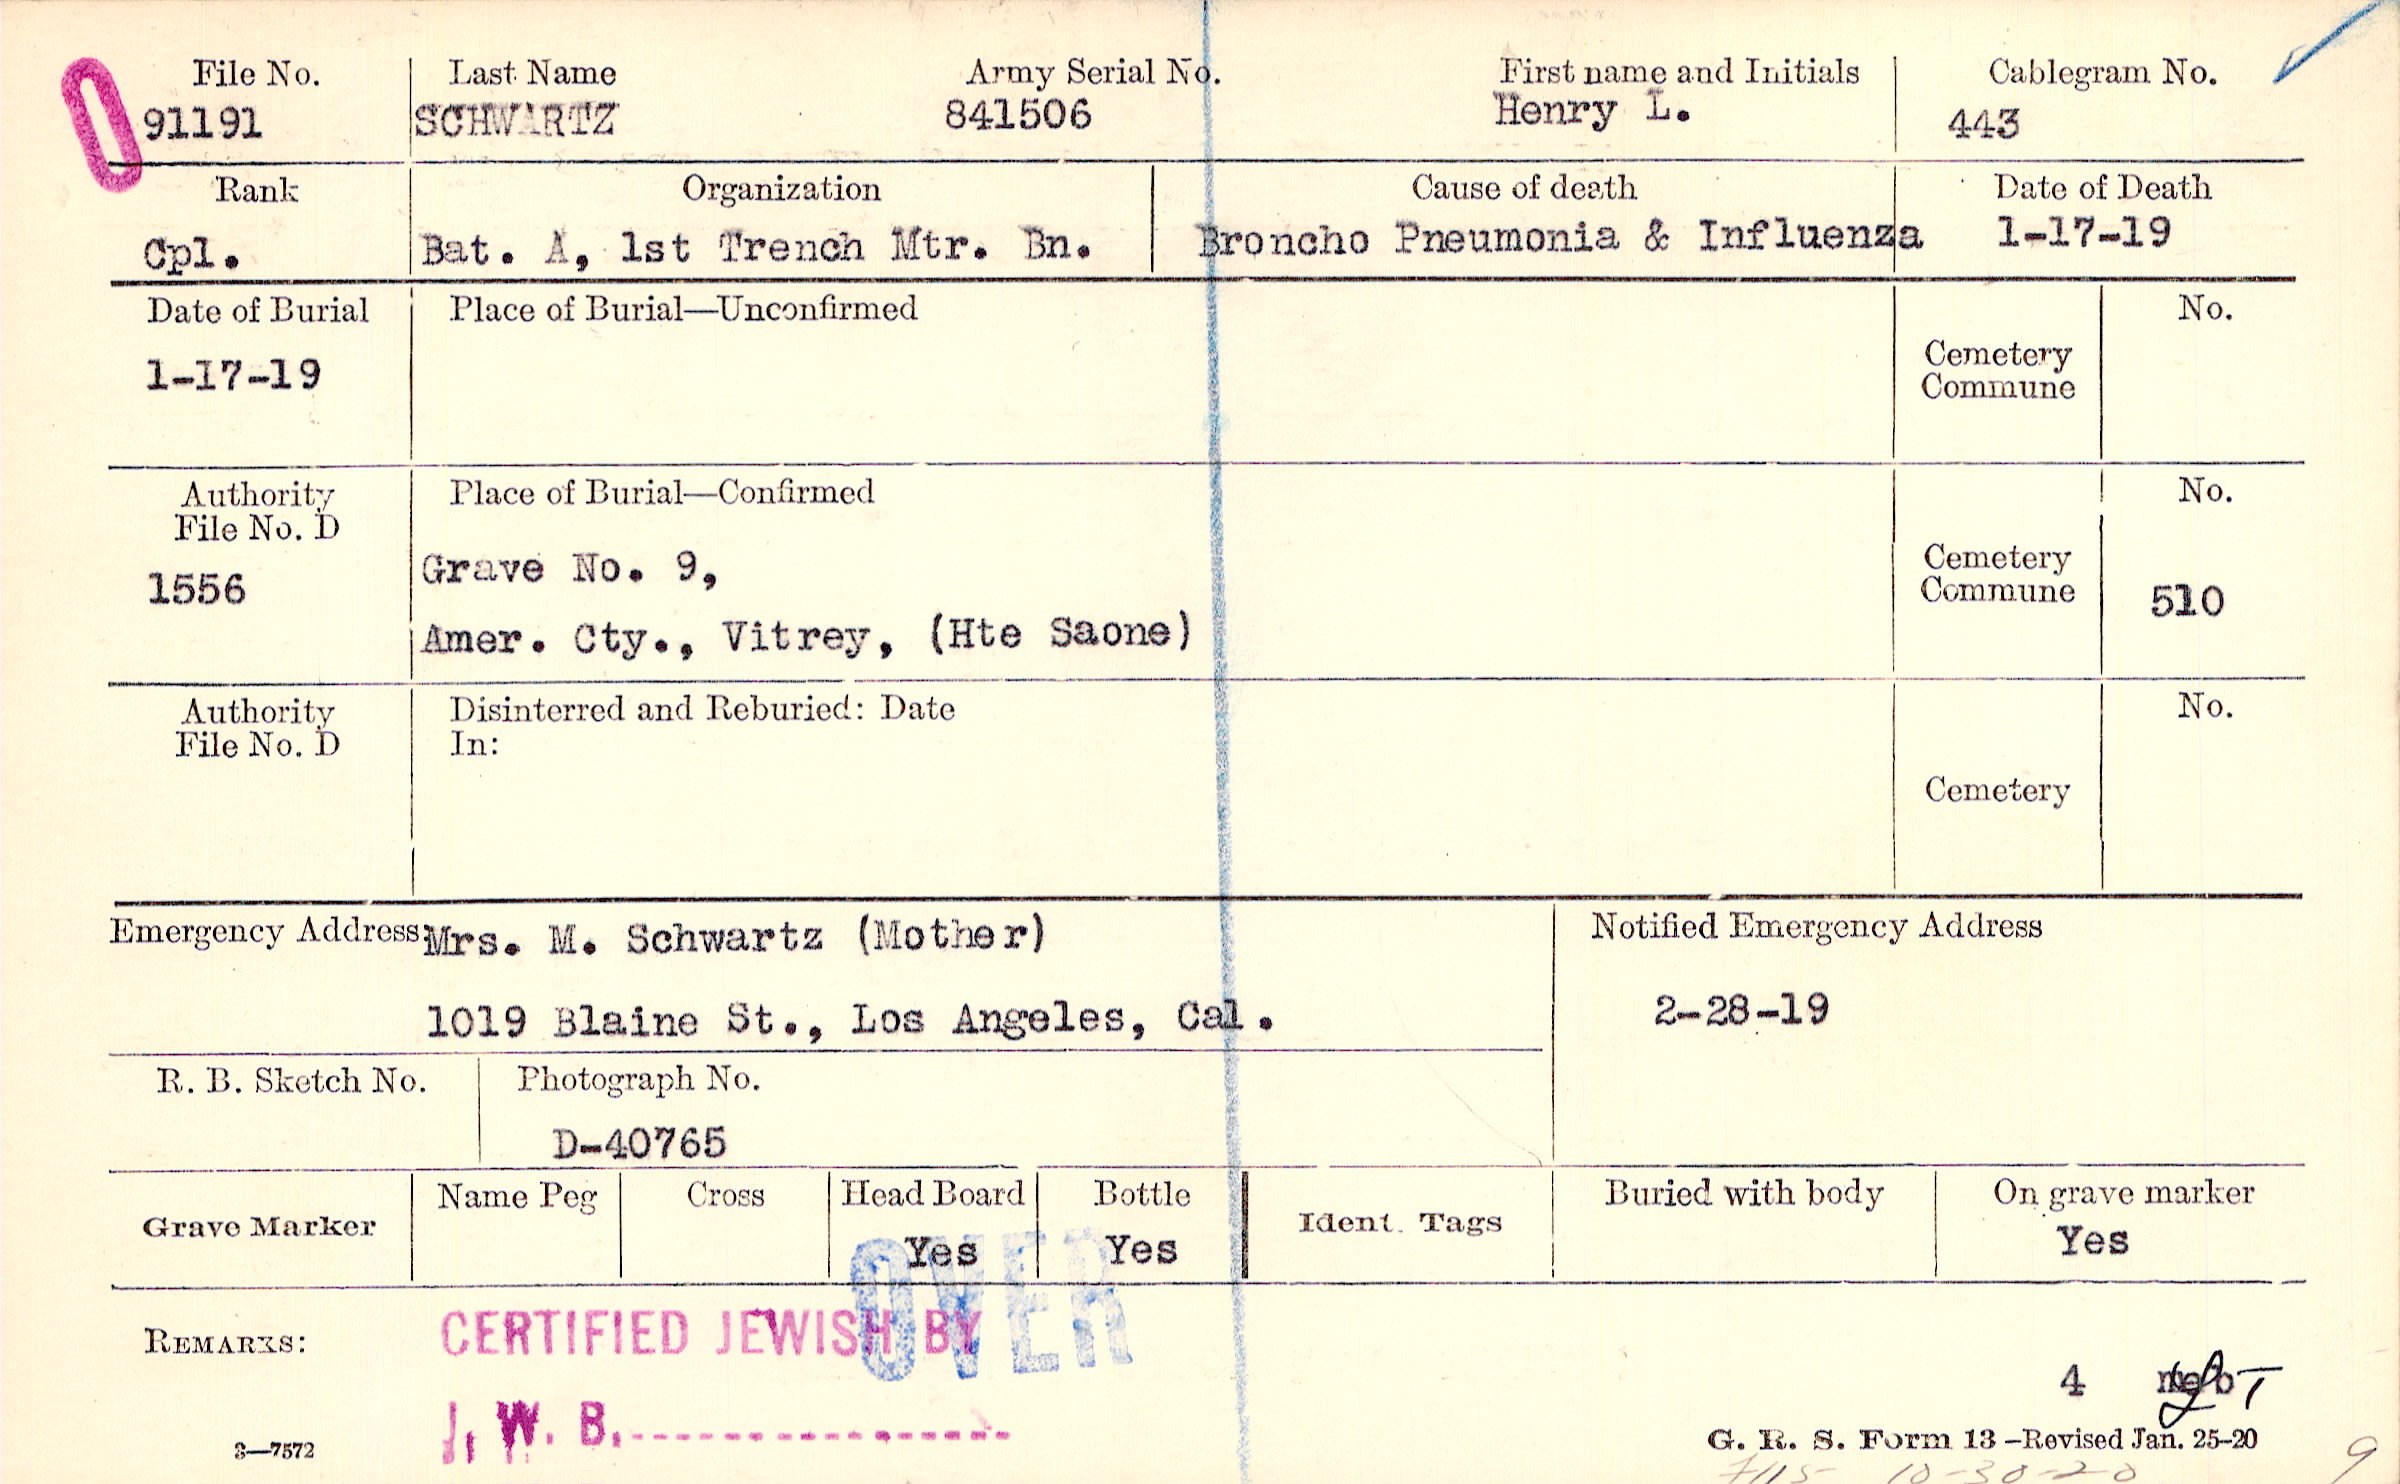 File No. Last Name Army Serial No. First name and Initials Cablegram No.
91191 SCHWARTZ 841506 Henry L. 443
Rank Organization Cause of death Date of Death
Cpl. Bat. A, 1st Trench Mtr. Bn. Broncho Pneumonia & Influenza 1-17-19
Date of Burial Place of Burial—Unconfirmed No.
1-17-19
Cemetery
Commune
Authority Place of Burial—Confirmed No.
File No. D
1556 Grave No. 9,
Cemetery
Commune 510
Amer. Cty., Vitrey, (Hte Saone)
Authority Disinterred and Reburied: Date No.
File No. D In:
Cemetery
Emergency Address Mrs. M. Schwartz (Mother) Notified Emergency Address
1019 Blaine St., Los Angeles, Cal. 2-28-19
R. B. Sketch No. Photograph No.
D-40765
Grave Marker Name Peg Cross Head Board Bottle Ident. Tags Buried with body On grave marker
Yes Yes Yes
OVER
REMARKS: CERTIFIED JEWISH BY
4
J. W. B.
3—7572 G. R. S. Form 13—Revised Jan. 25-20
7115 10-30-20 9